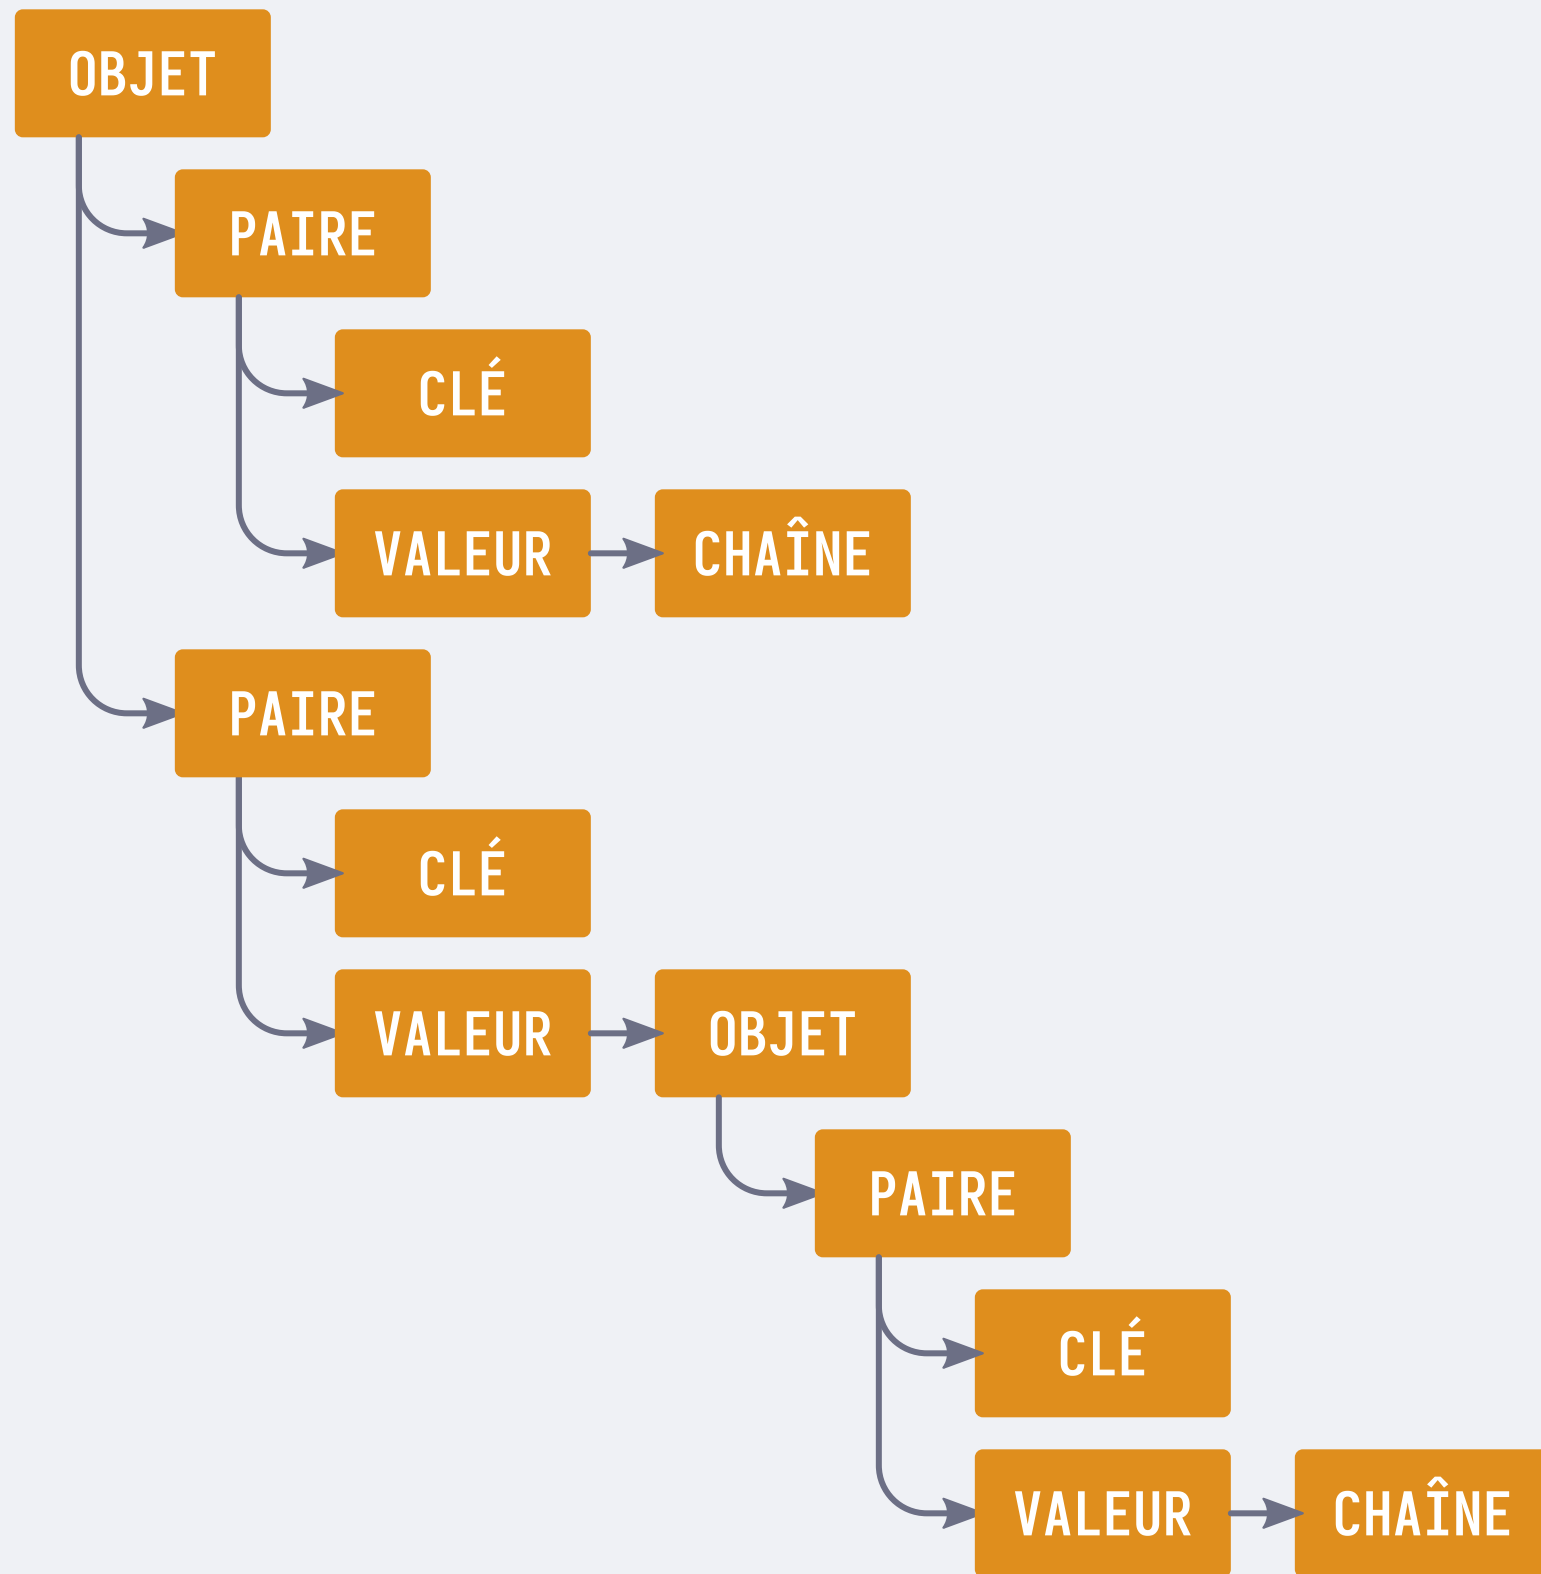 OBJET
PAIRE
CLÉ
VALEUR
CHAÎNE
PAIRE
CLÉ
VALEUR
OBJET
PAIRE
CLÉ
VALEUR
CHAÎNE